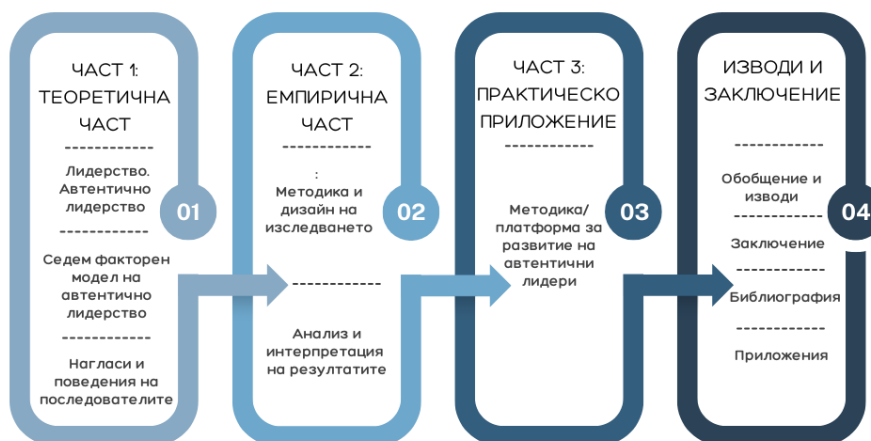 ЧАСТ 1:
ТЕОРЕТИЧНА
ЧАСТ
------------
Лидерство.
Автентично
лидерство
01
------------
Седем факторен
модел на
автентично
лидерство
------------
Нагласи и
поведения на
последователите
ЧАСТ 2:
ЕМПИРИЧНА
ЧАСТ
------------
:
Методика и
дизайн на
изследването
02
------------
Анализ и
интерпретация
на резултатите
ЧАСТ 3:
ПРАКТИЧЕСКО
ПРИЛОЖЕНИЕ
------------
Методика/
платформа за
развитие на
автентични
лидери
03
ИЗВОДИ И
ЗАКЛЮЧЕНИЕ
------------
Обобщение и
изводи
04
------------
Заключение
------------
Библиография
------------
Приложения